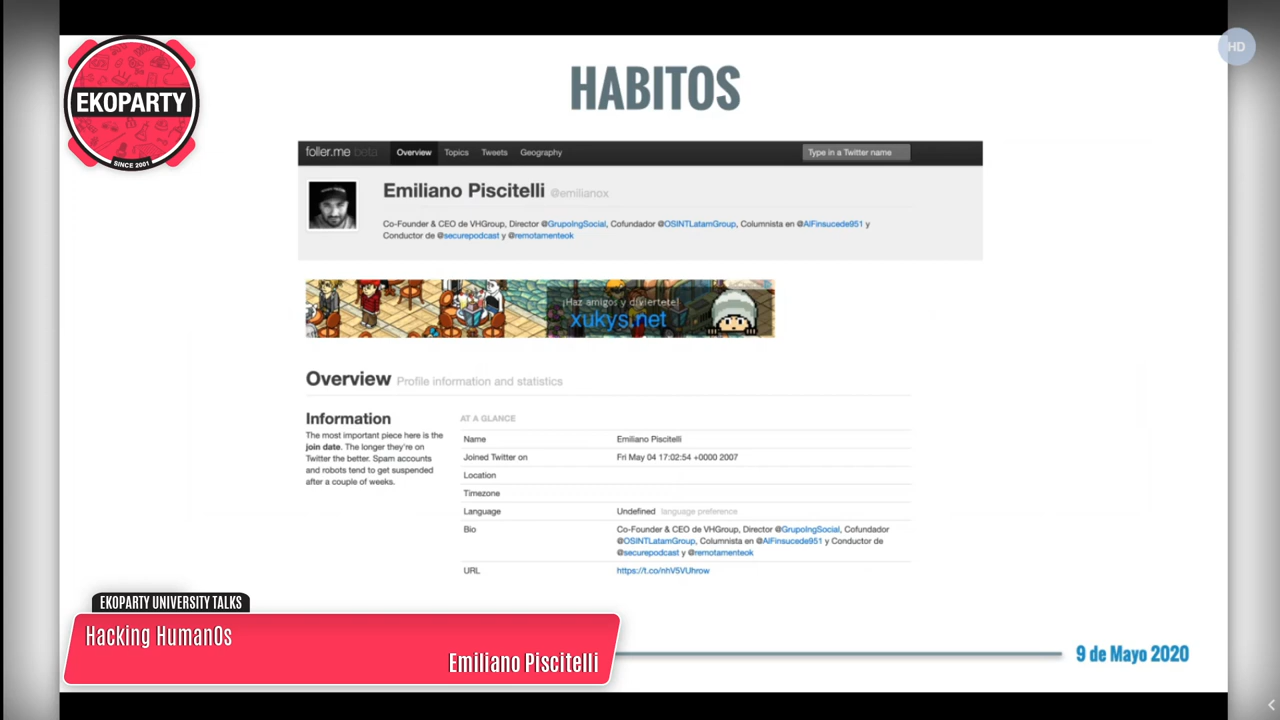 HD
EKOPARTY
SINCE 2001
HABITOS
foller.me beta Overview Topics Tweets Geography Type in a Twitter name
Emiliano Piscitelli @emilianox
Co-Founder & CEO de VHGroup, Director @GrupoIngSocial, Cofundador @OSINTLatamGroup, Columnista en @AlFinsucede951 y
Conductor de @securepodcast y @remotamenteok
¡Haz amigos y diviertete!
xukys.net
Overview Profile information and statistics
Information
The most important piece here is the
join date. The longer they're on
Twitter the better. Spam accounts
and robots tend to get suspended
after a couple of weeks.
AT A GLANCE
Name Emiliano Piscitelli
Joined Twitter on Fri May 04 17:02:54 +0000 2007
Location
Timezone
Language Undefined language preference
Bio Co-Founder & CEO de VHGroup, Director @GrupoIngSocial, Cofundador
@OSINTLatamGroup, Columnista en @AlFinsucede951 y Conductor de
@securepodcast y @remotamenteok
URL https://t.co/nhV5VUhrow
EKOPARTY UNIVERSITY TALKS
Hacking HumanOs
Emiliano Piscitelli
9 de Mayo 2020